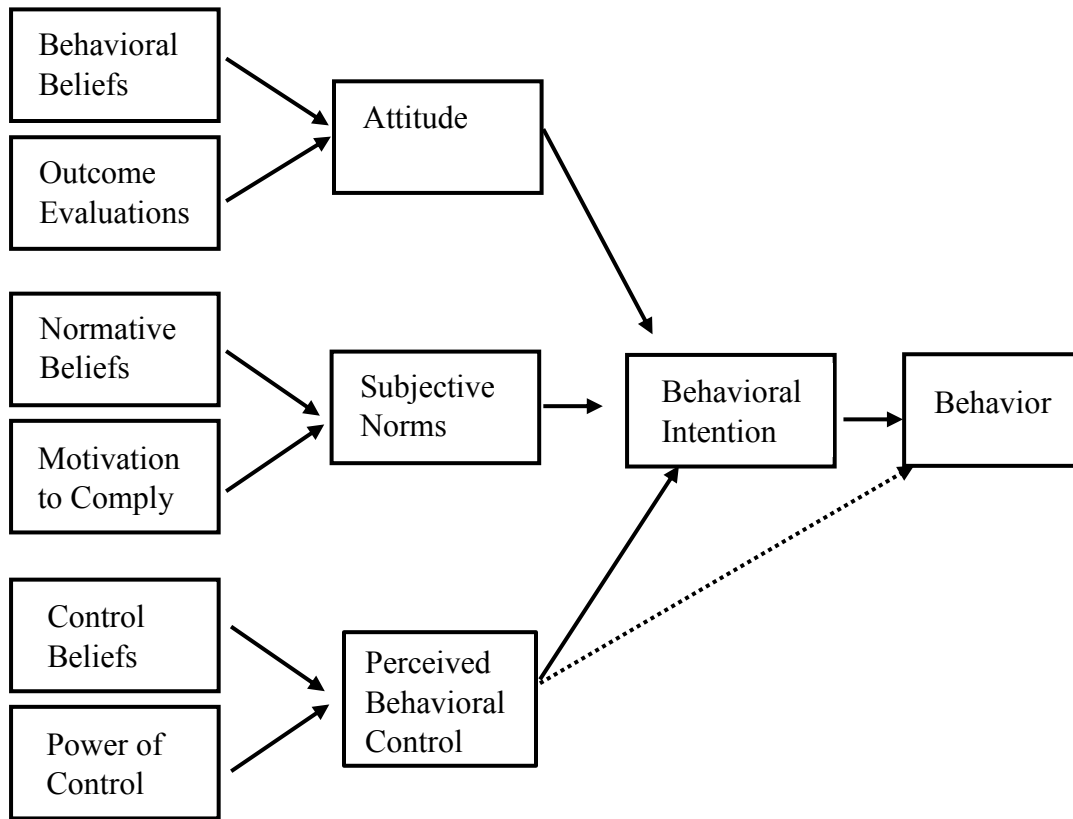 Behavioral
Beliefs
Outcome
Evaluations
Attitude
Normative
Beliefs
Motivation
to Comply
Subjective
Norms
Behavioral
Intention
Behavior
Control
Beliefs
Power of
Control
Perceived
Behavioral
Control